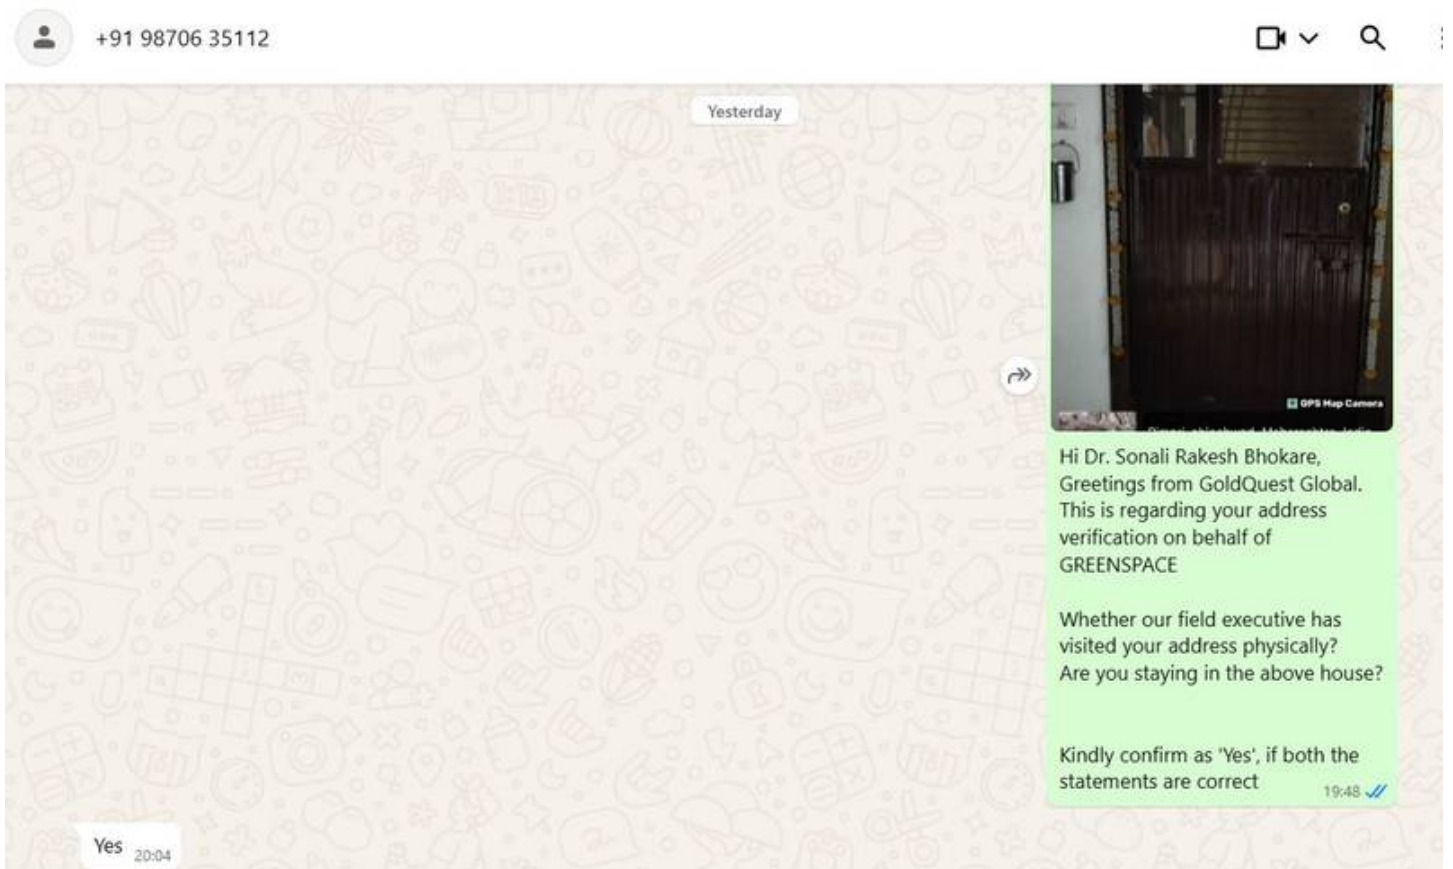 +91 98706 35112
Yesterday
GPS Map Camera
Hi Dr. Sonali Rakesh Bhokare,
Greetings from GoldQuest Global.
This is regarding your address
verification on behalf of
GREENSPACE
Whether our field executive has
visited your address physically?
Are you staying in the above house?
Kindly confirm as 'Yes', if both the
statements are correct
19:48
Yes 20:04